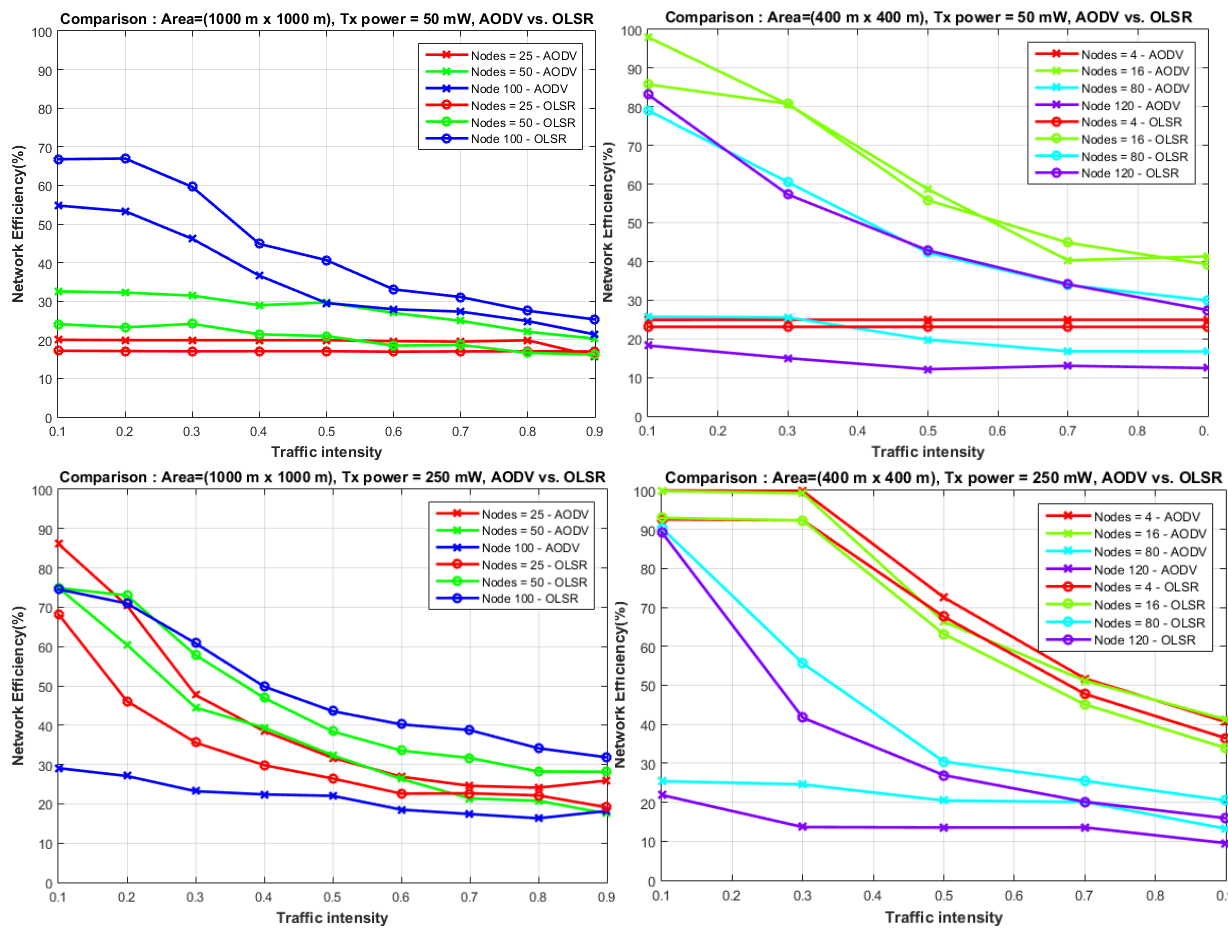 Comparison : Area=(1000 m x 1000 m), Tx power = 50 mW, AODV vs. OLSR
100
90
80
70
60
50
40
30
20
10
0
Network Efficiency(%)
Nodes = 25 - AODV
Nodes = 50 - AODV
Node 100 - AODV
Nodes = 25 - OLSR
Nodes = 50 - OLSR
Node 100 - OLSR
0.1 0.2 0.3 0.4 0.5 0.6 0.7 0.8 0.9
Traffic intensity
Comparison : Area=(400 m x 400 m), Tx power = 50 mW, AODV vs. OLSR
100
90
80
70
60
50
40
30
20
10
0
Network Efficiency(%)
Nodes = 4 - AODV
Nodes = 16 - AODV
Nodes = 80 - AODV
Node 120 - AODV
Nodes = 4 - OLSR
Nodes = 16 - OLSR
Nodes = 80 - OLSR
Node 120 - OLSR
0.1 0.2 0.3 0.4 0.5 0.6 0.7 0.8 0.
Traffic intensity
Comparison : Area=(1000 m x 1000 m), Tx power = 250 mW, AODV vs. OLSR
100
90
80
70
60
50
40
30
20
10
0
Network Efficiency(%)
Nodes = 25 - AODV
Nodes = 50 - AODV
Node 100 - AODV
Nodes = 25 - OLSR
Nodes = 50 - OLSR
Node 100 - OLSR
0.1 0.2 0.3 0.4 0.5 0.6 0.7 0.8 0.9
Traffic intensity
Comparison : Area=(400 m x 400 m), Tx power = 250 mW, AODV vs. OLSR
100
90
80
70
60
50
40
30
20
10
0
Network Efficiency(%)
Nodes = 4 - AODV
Nodes = 16 - AODV
Nodes = 80 - AODV
Node 120 - AODV
Nodes = 4 - OLSR
Nodes = 16 - OLSR
Nodes = 80 - OLSR
Node 120 - OLSR
0.1 0.2 0.3 0.4 0.5 0.6 0.7 0.8 0.9
Traffic intensity